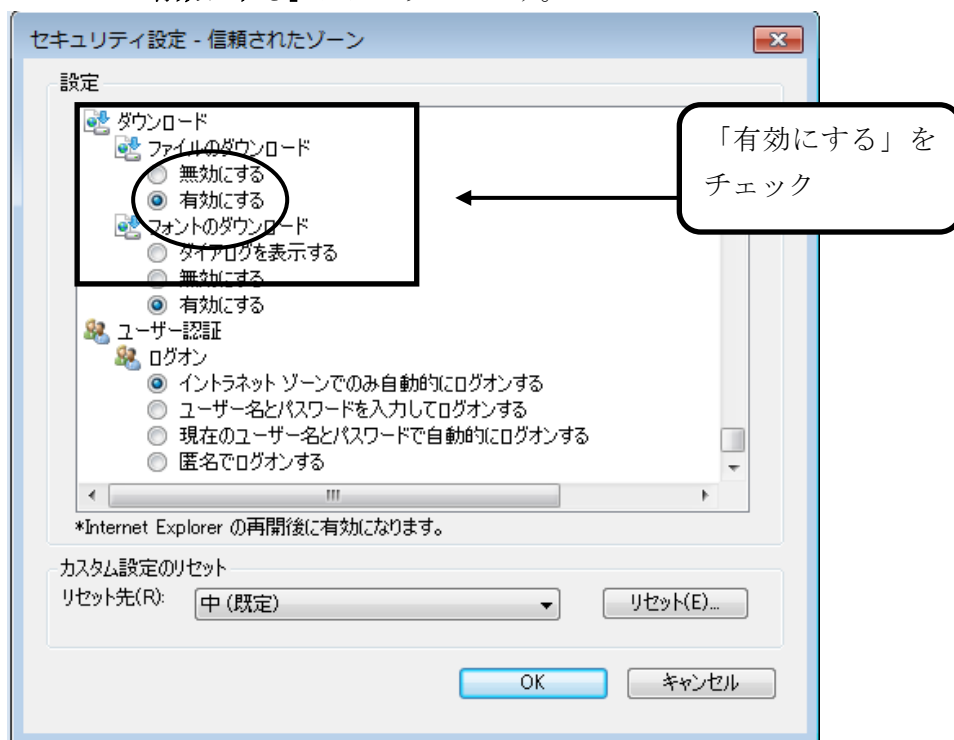 セキュリティ設定 - 信頼されたゾーン
設定
ダウンロード
ファイルのダウンロード
無効にする
有効にする
フォントのダウンロード
ダイアログを表示する
無効にする
有効にする
ユーザー認証
ログオン
イントラネット ゾーンでのみ自動的にログオンする
ユーザー名とパスワードを入力してログオンする
現在のユーザー名とパスワードで自動的にログオンする
匿名でログオンする
「有効にする」を
チェック
*Internet Explorer の再開後に有効になります。
カスタム設定のリセット
リセット先(R):
中 (既定)
リセット(E)...
OK
キャンセル